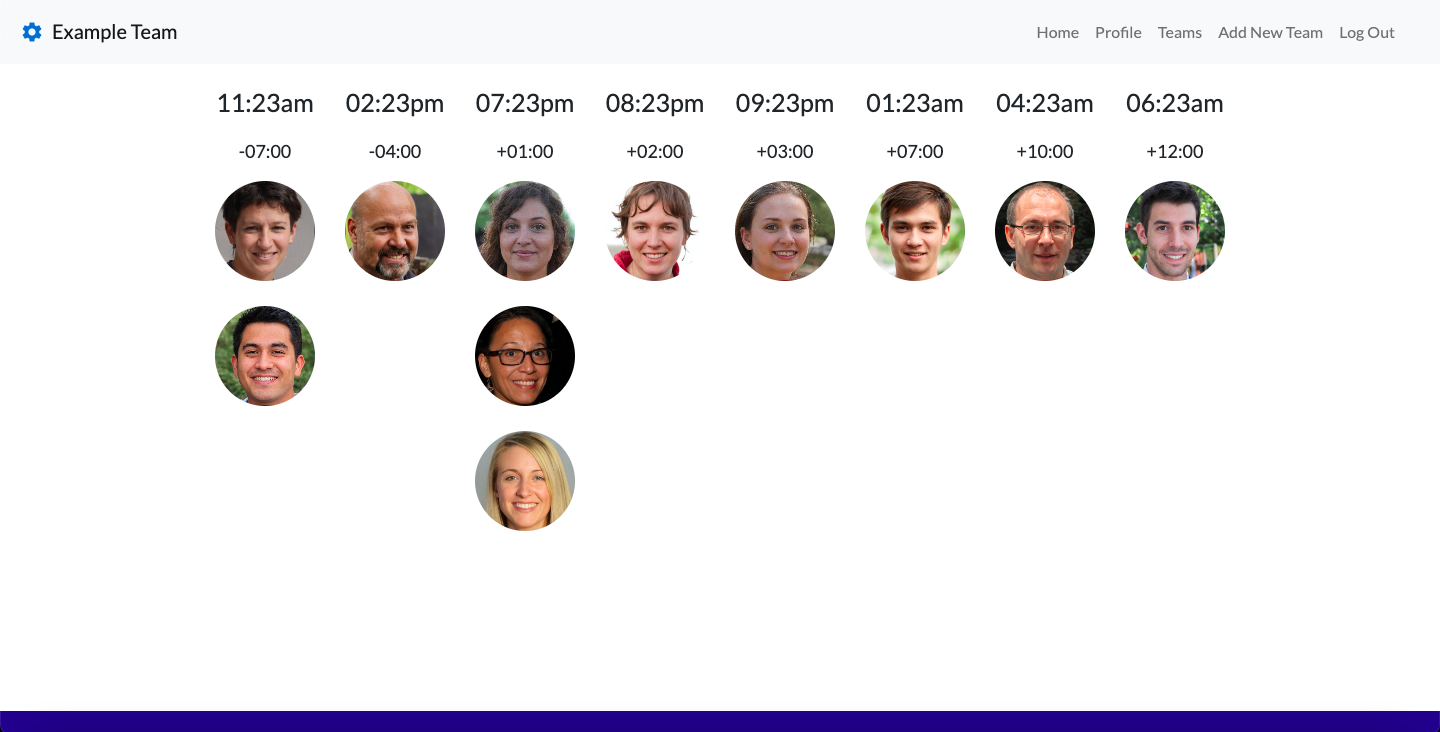 Example Team
Home Profile Teams Add New Team Log Out
11:23am 02:23pm 07:23pm 08:23pm 09:23pm 01:23am 04:23am 06:23am
-07:00 -04:00 +01:00 +02:00 +03:00 +07:00 +10:00 +12:00